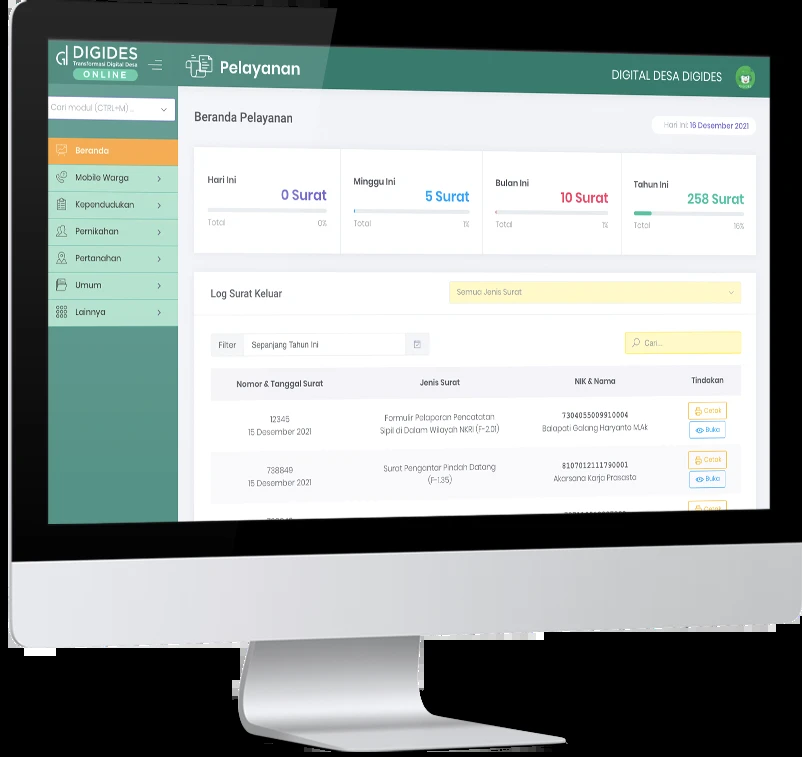 DIGIDES
Transformasi Digital Desa
ONLINE
Pelayanan
DIGITAL DESA DIGIDES
Cari modul (CTRL+M) ...
Beranda
Mobile Warga
Kependudukan
Pernikahan
Pertanahan
Umum
Lainnya
Beranda Pelayanan
Hari Ini: 16 Desember 2021
Hari Ini
0 Surat
Total 0%
Minggu Ini
5 Surat
Total 1%
Bulan Ini
10 Surat
Total 1%
Tahun Ini
258 Surat
Total 16%
Log Surat Keluar
Semua Jenis Surat
Filter Sepanjang Tahun Ini
Cari...
Nomor & Tanggal Surat Jenis Surat NIK & Nama Tindakan
12345
15 Desember 2021
Formulir Pelaporan Pencatatan
Sipil di Dalam Wilayah NKRI (F-2.01)
7304055009910004
Balapati Galang Haryanto M.Ak
Cetak
Buka
738849
15 Desember 2021
Surat Pengantar Pindah Datang
(F-1.35)
8107012111790001
Akarsana Karja Prasasta
Cetak
Buka
Cetak